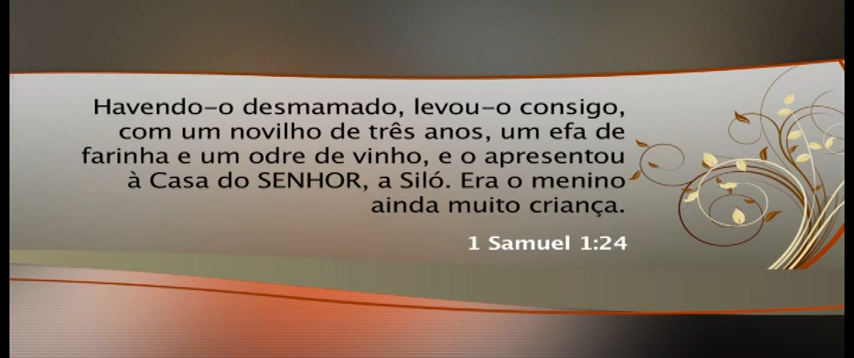 Havendo-o desmamado, levou-o consigo,
com um novilho de três anos, um efa de
farinha e um odre de vinho, e o apresentou
à Casa do SENHOR, a Siló. Era o menino
ainda muito criança.
1 Samuel 1:24